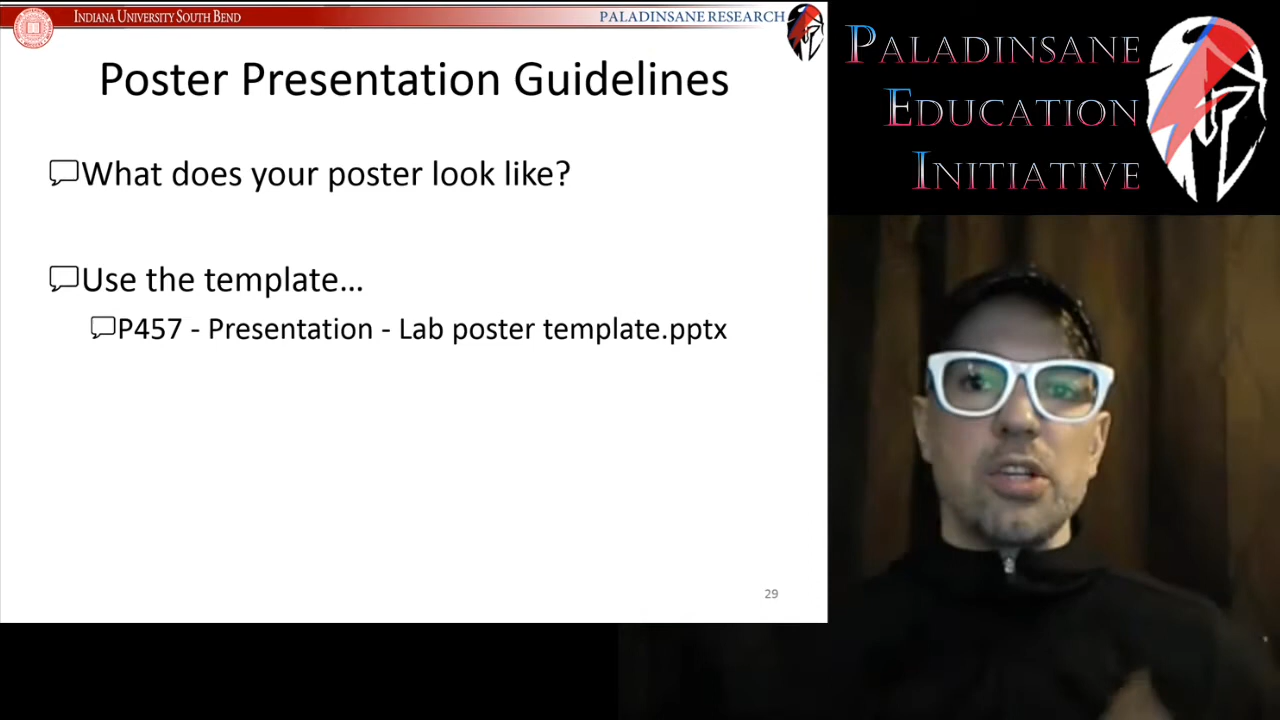 INDIANA UNIVERSITY SOUTH BEND
PALADINSANE RESEARCH
Poster Presentation Guidelines
What does your poster look like?
Use the template...
P457 - Presentation - Lab poster template.pptx
29
PALADINSANE
EDUCATION
INITIATIVE